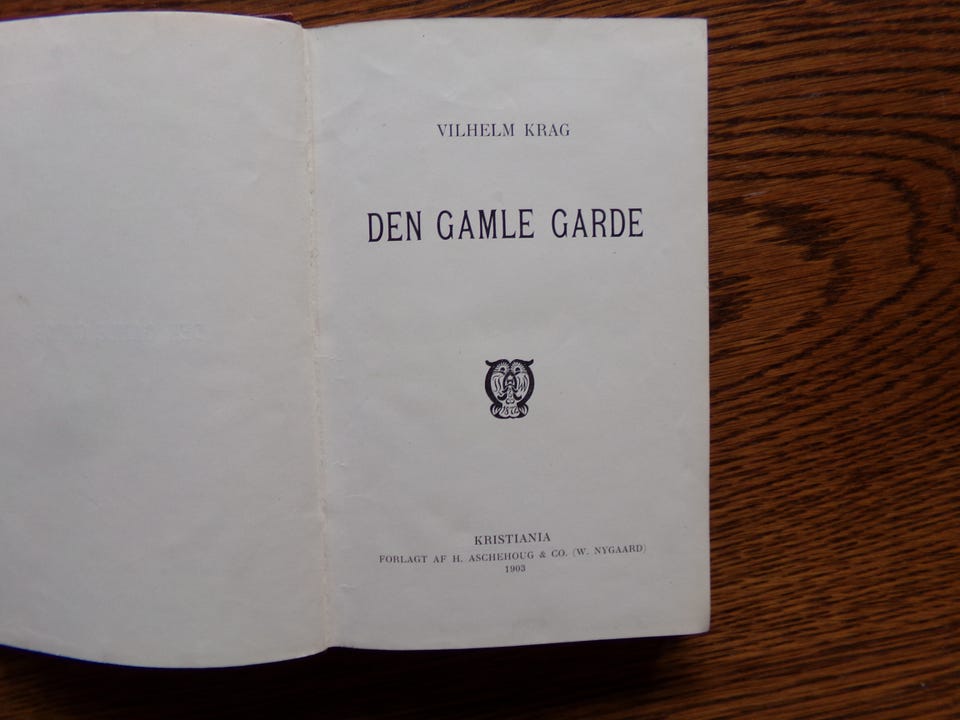 VILHELM KRAG
DEN GAMLE GARDE
KRISTIANIA
FORLAGT AF H. ASCHEHOUG & CO. (W. NYGAARD)
1903